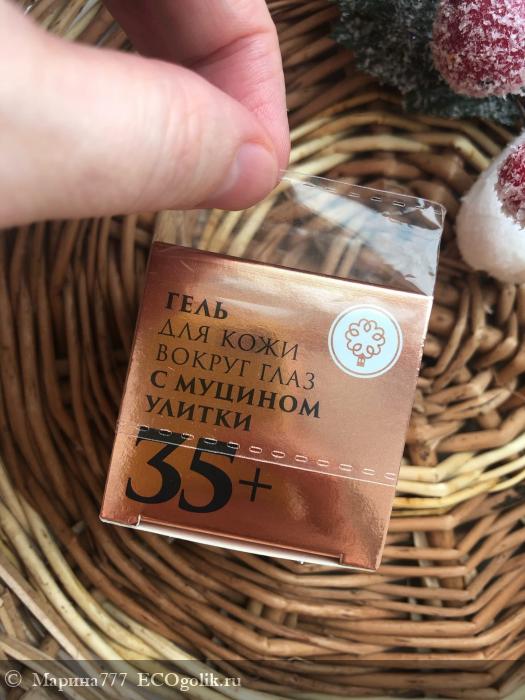 ГЕЛЬ
ДЛЯ КОЖИ
ВОКРУГ ГЛАЗ
С МУЦИНОМ
УЛИТКИ
35+
© Марина777 ECOgolik.ru